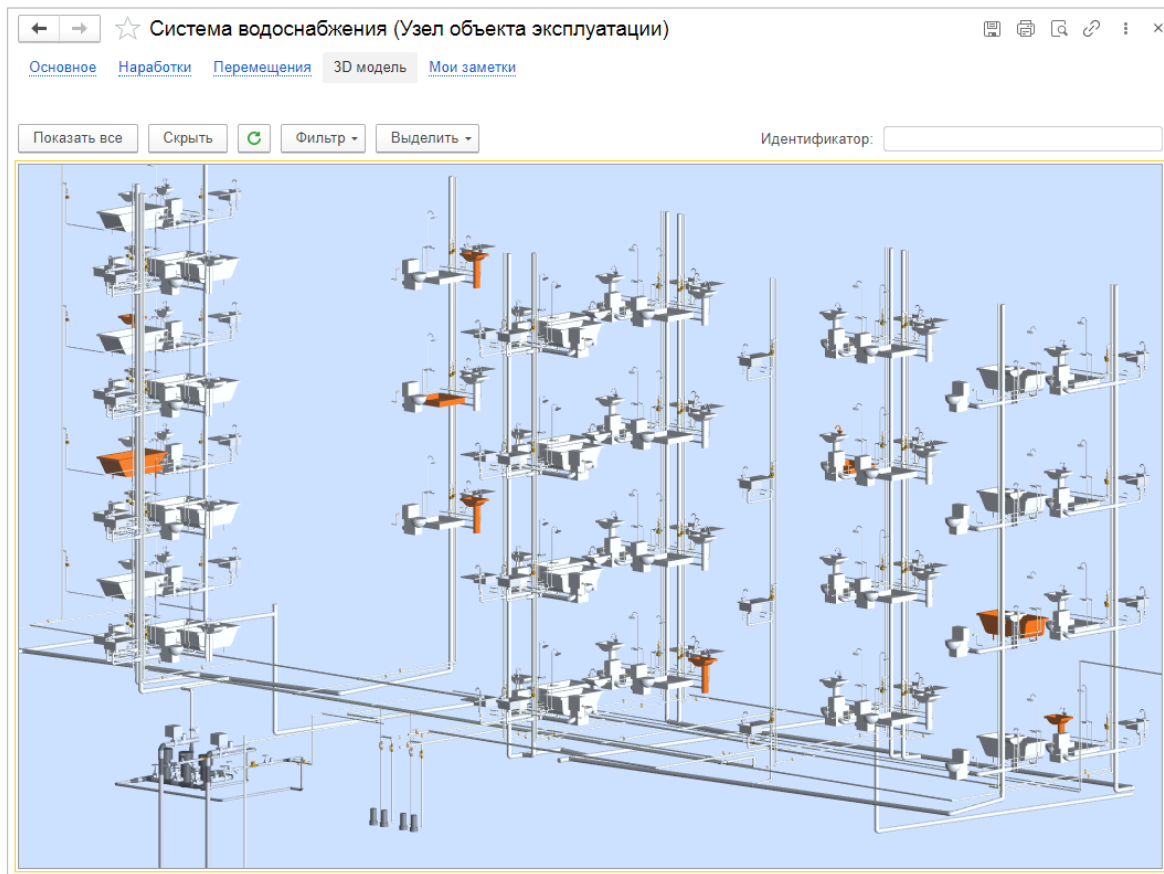 Система водоснабжения (Узел объекта эксплуатации)
Основное Наработки Перемещения 3D модель Мои заметки
Показать все Скрыть Фильтр Выделить Идентификатор: